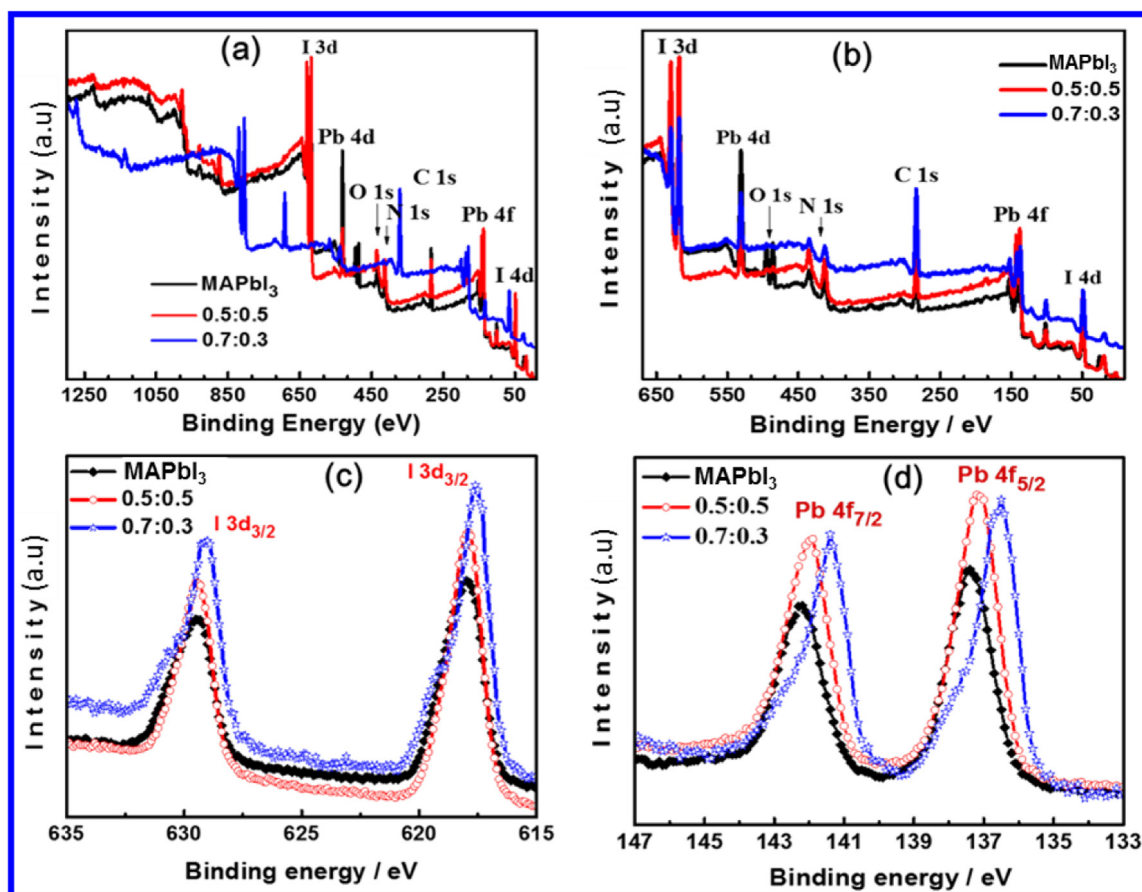 (a)
I 3d
Pb 4d
O 1s
N 1s
C 1s
Pb 4f
I 4d
MAPbI₃
0.5:0.5
0.7:0.3
Intensity (a.u)
1250 1050 850 650 450 250 50
Binding Energy (eV)
(b)
I 3d
MAPbI₃
0.5:0.5
0.7:0.3
Pb 4d
O 1s
N 1s
C 1s
Pb 4f
I 4d
Intensity (a.u)
650 550 450 350 250 150 50
Binding Energy / eV
MAPbI₃
0.5:0.5
0.7:0.3
(c)
I 3d3/2
I 3d3/2
Intensity (a.u)
635 630 625 620 615
Binding energy / eV
MAPbI₃
0.5:0.5
0.7:0.3
(d)
Pb 4f5/2
Pb 4f7/2
Intensity (a.u)
147 145 143 141 139 137 135 133
Binding energy / eV